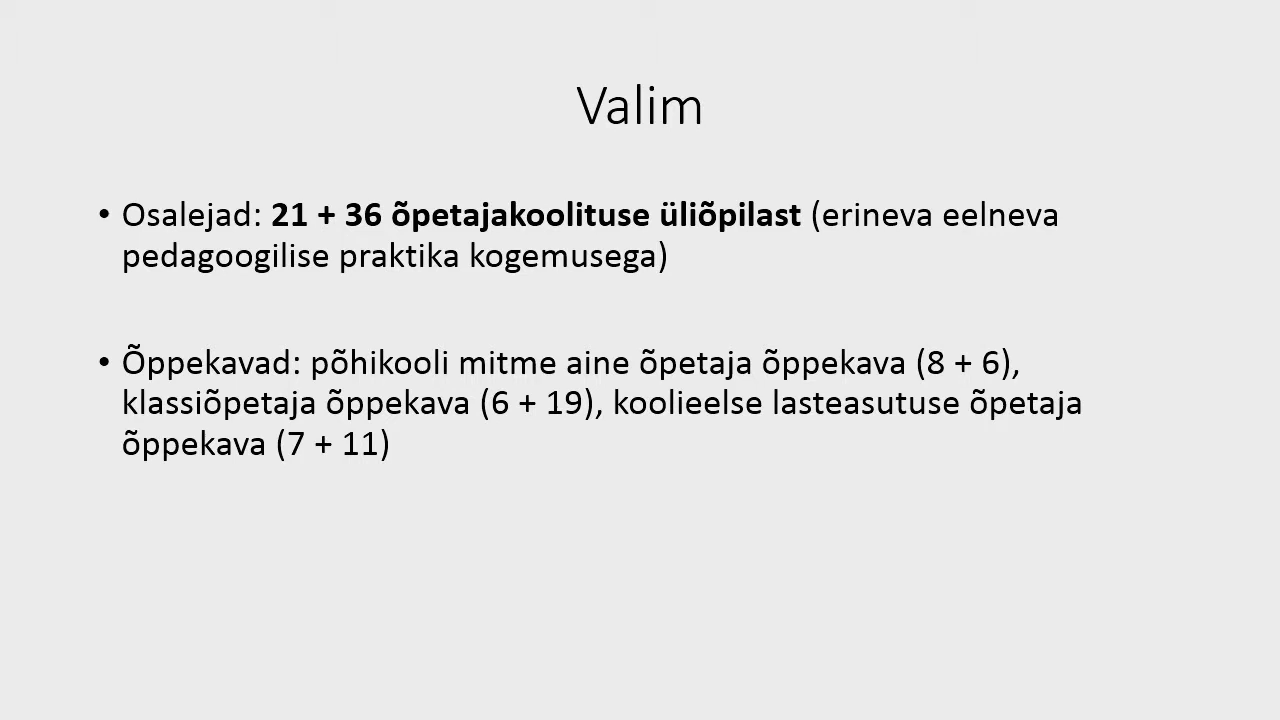 Valim
• Osalejad: 21 + 36 õpetajakoolituse üliõpilast (erineva eelneva
pedagoogilise praktika kogemusega)
• Õppekavad: põhikooli mitme aine õpetaja õppekava (8 + 6),
klassiõpetaja õppekava (6 + 19), koolieelse lasteasutuse õpetaja
õppekava (7 + 11)